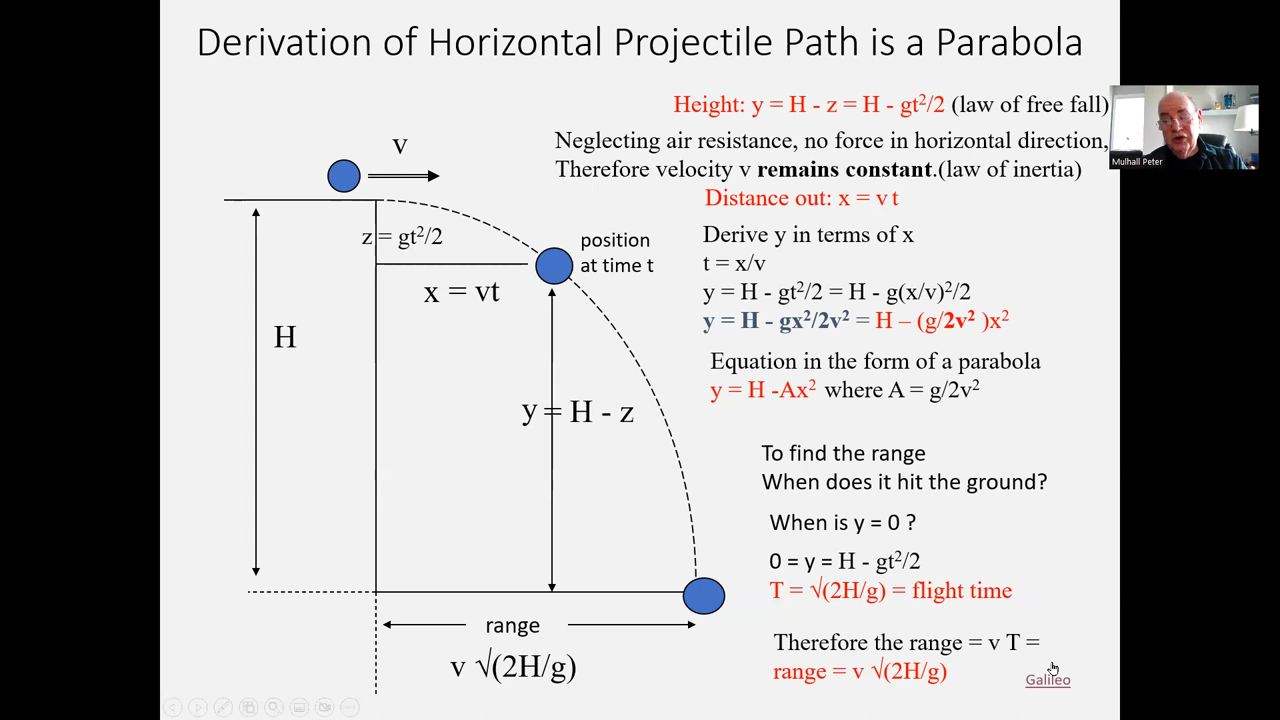 Derivation of Horizontal Projectile Path is a Parabola
Height: y = H - z = H - gt²/2 (law of free fall)
Neglecting air resistance, no force in horizontal direction,
Therefore velocity v remains constant.(law of inertia)
Distance out: x = v t
Mulhall Peter
v
z = gt²/2
position
at time t
x = vt
H
y = H - z
Derive y in terms of x
t = x/v
y = H - gt²/2 = H - g(x/v)²/2
y = H - gx²/2v² = H – (g/2v² )x²
Equation in the form of a parabola
y = H -Ax² where A = g/2v²
To find the range
When does it hit the ground?
When is y = 0 ?
0 = y = H - gt²/2
T = √(2H/g) = flight time
range
v √(2H/g)
Therefore the range = v T =
range = v √(2H/g)
Galileo